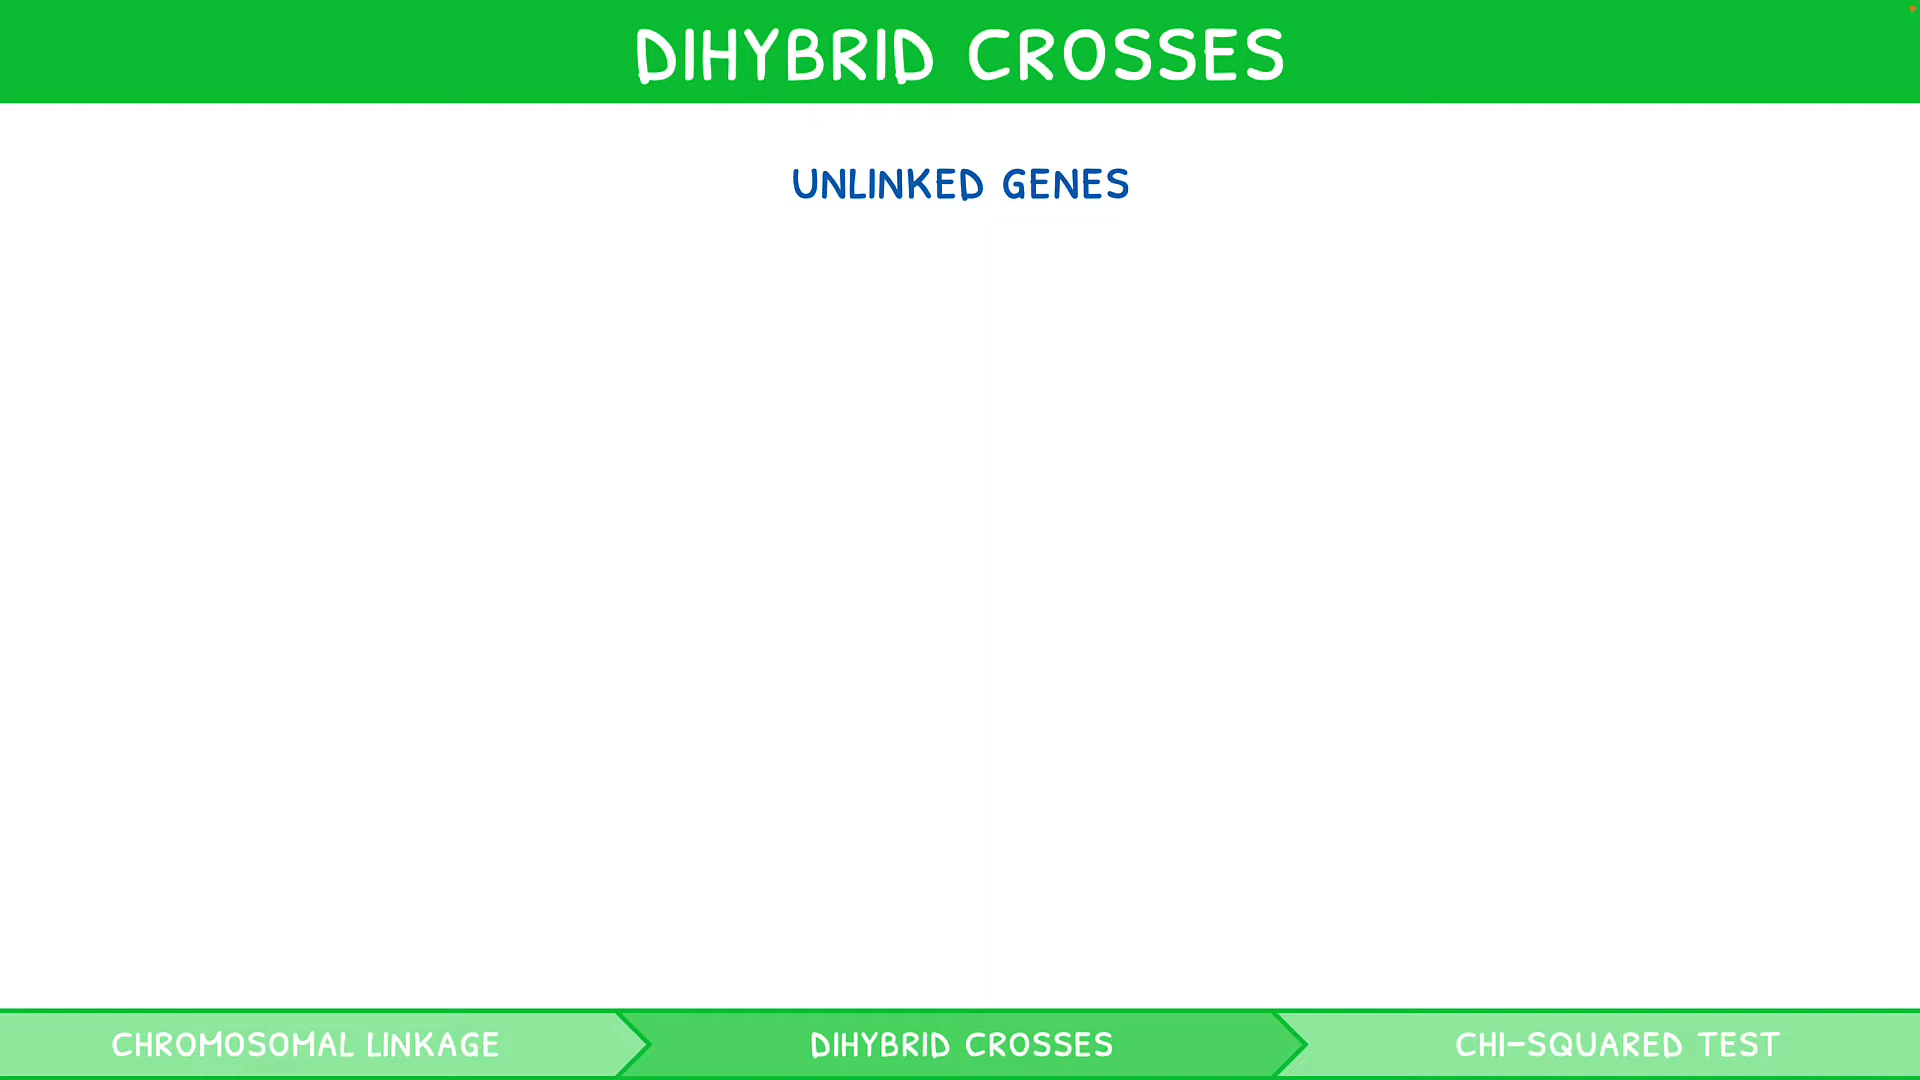 DIHYBRID CROSSES
UNLINKED GENES
CHROMOSOMAL LINKAGE
DIHYBRID CROSSES
CHI-SQUARED TEST